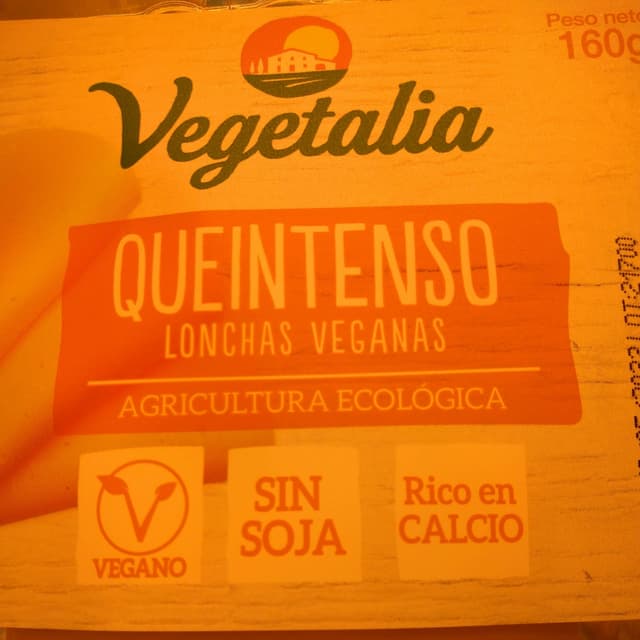 Peso neto
160g
Vegetalia
QUEINTENSO
LONCHAS VEGANAS
AGRICULTURA ECOLÓGICA
VEGANO
SIN
SOJA
Rico en
CALCIO